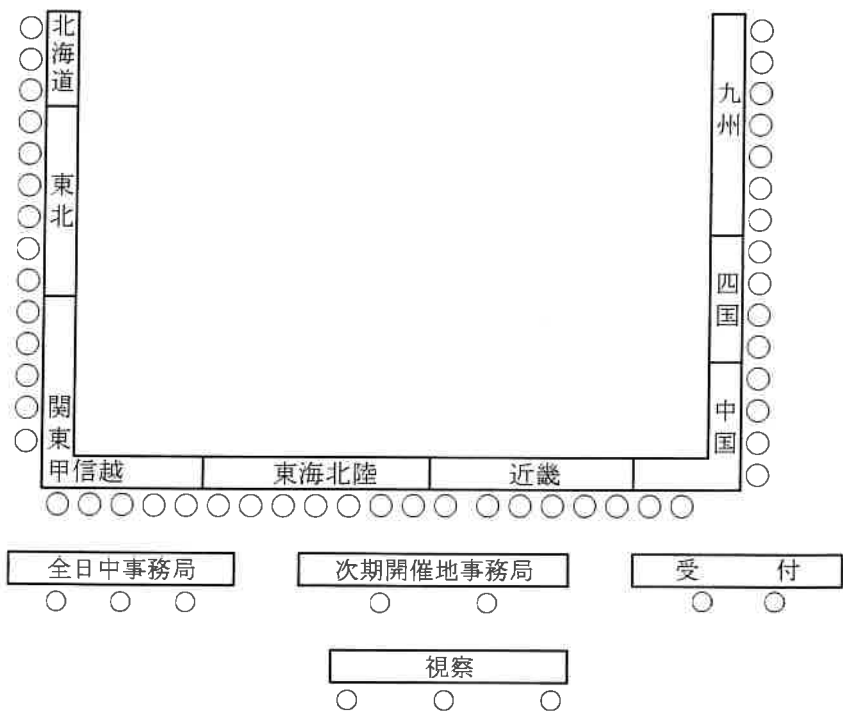 北海道
東北
関東
甲信越
東海北陸
近畿
中国
四国
九州
全日中事務局
次期開催地事務局
受 付
視察